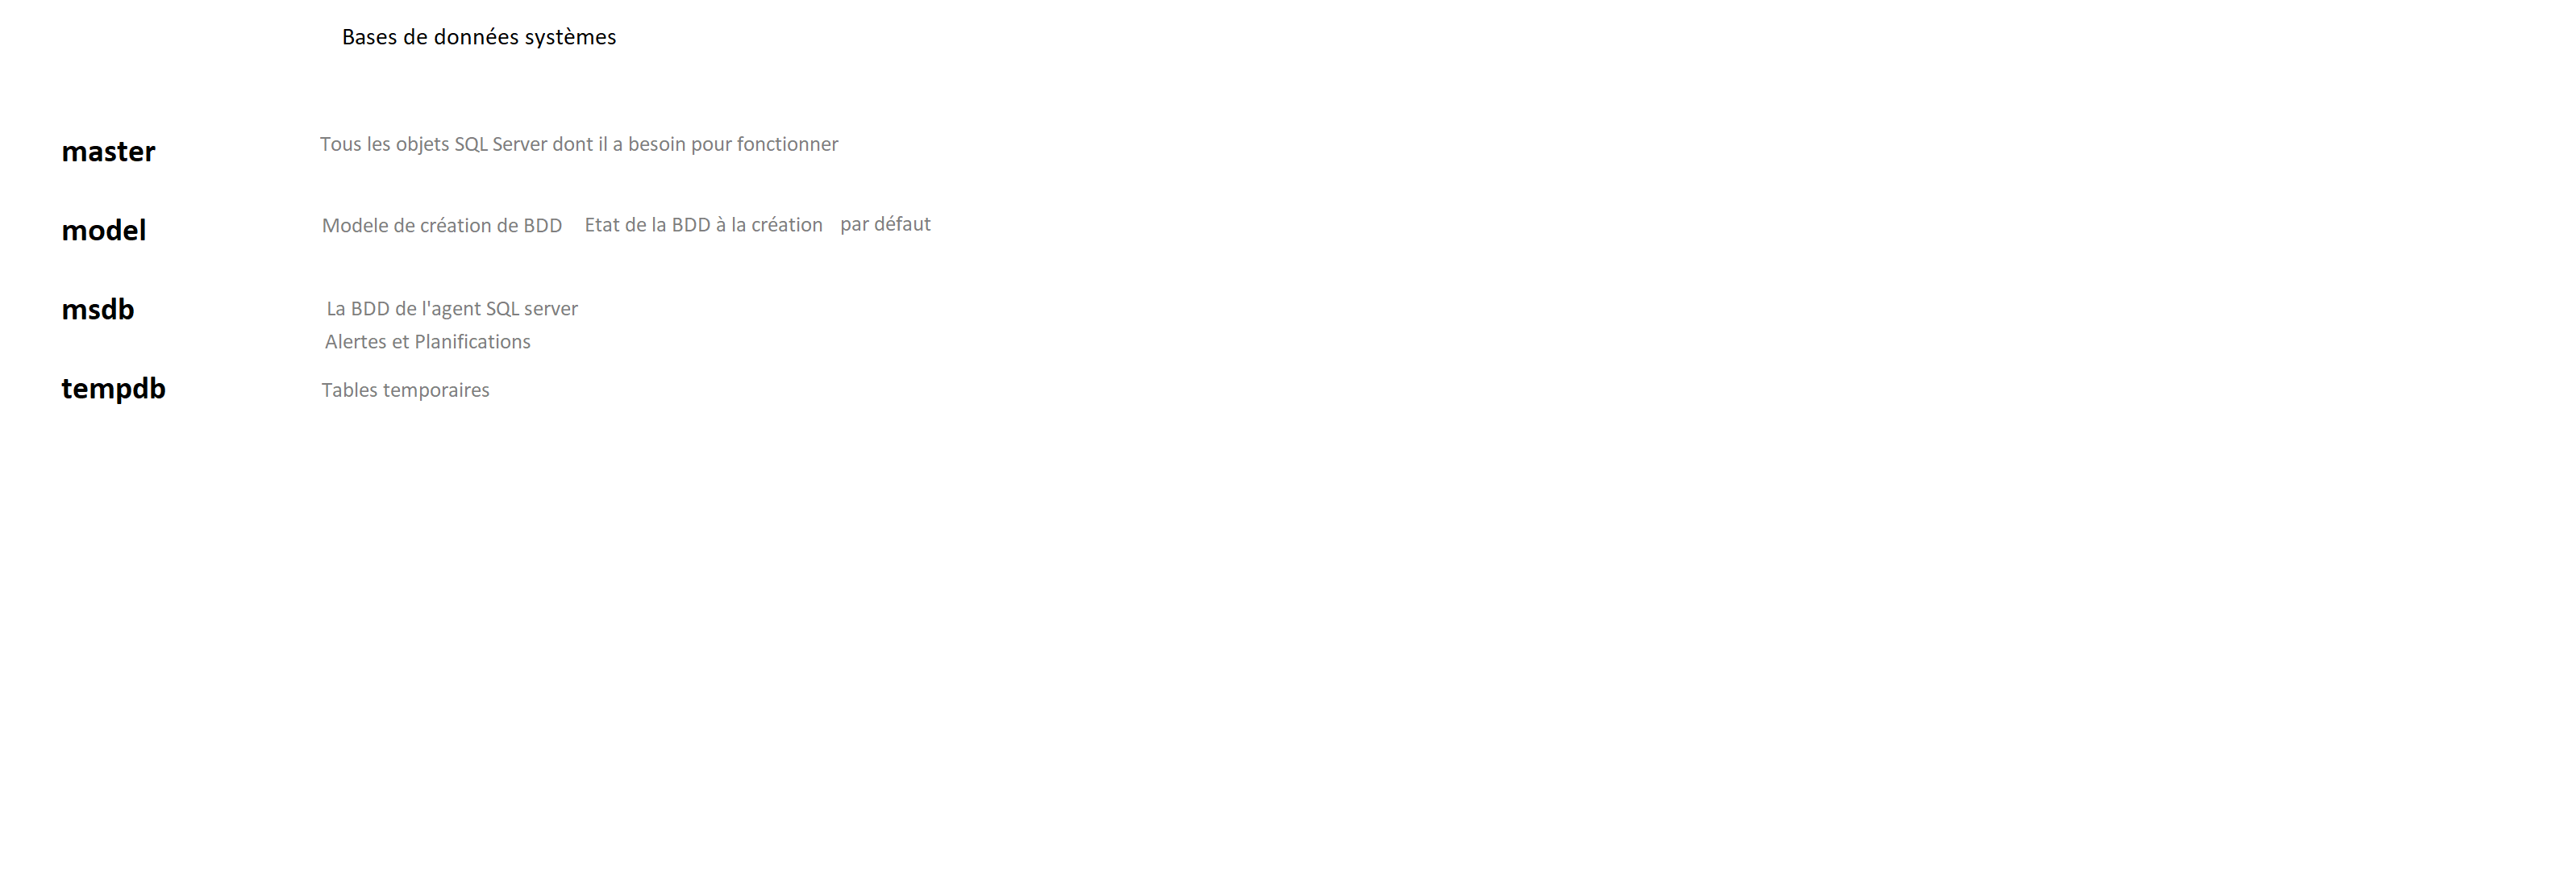 Bases de données systèmes
master Tous les objets SQL Server dont il a besoin pour fonctionner
model Modele de création de BDD Etat de la BDD à la création par défaut
msdb La BDD de l'agent SQL server
Alertes et Planifications
tempdb Tables temporaires